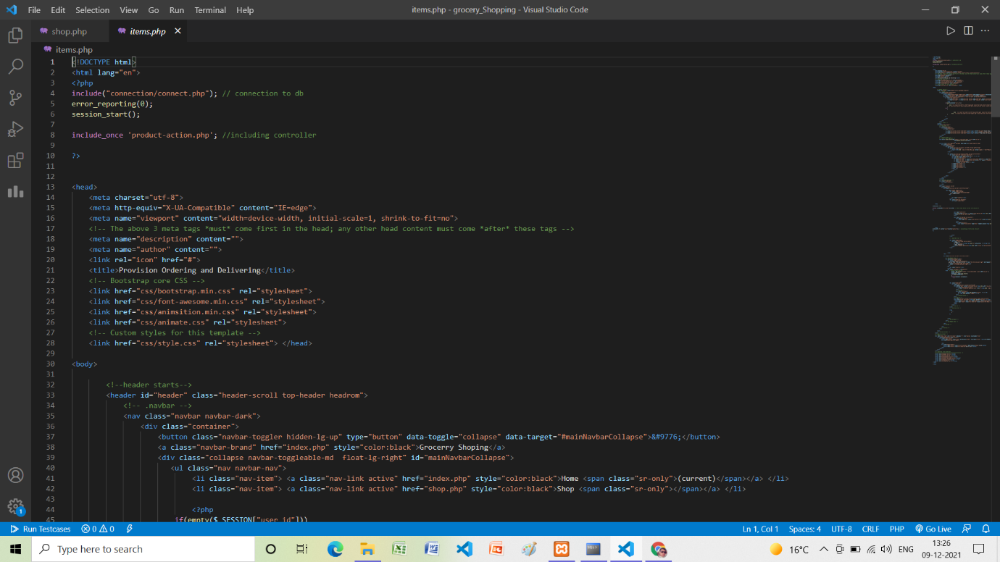 File Edit Selection View Go Run Terminal Help items.php - grocery_Shopping - Visual Studio Code
shop.php items.php
items.php
1 <!DOCTYPE html>
2 <html lang="en">
3 <?php
4 include("connection/connect.php"); // connection to db
5 error_reporting(0);
6 session_start();
7
8 include_once 'product-action.php'; //including controller
9
10 ?>
11
12
13 <head>
14 <meta charset="utf-8">
15 <meta http-equiv="X-UA-Compatible" content="IE=edge">
16 <meta name="viewport" content="width=device-width, initial-scale=1, shrink-to-fit=no">
17 <!-- The above 3 meta tags *must* come first in the head; any other head content must come *after* these tags -->
18 <meta name="description" content="">
19 <meta name="author" content="">
20 <link rel="icon" href="#">
21 <title>Provision Ordering and Delivering</title>
22 <!-- Bootstrap core CSS -->
23 <link href="css/bootstrap.min.css" rel="stylesheet">
24 <link href="css/font-awesome.min.css" rel="stylesheet">
25 <link href="css/animsition.min.css" rel="stylesheet">
26 <link href="css/animate.css" rel="stylesheet">
27 <!-- Custom styles for this template -->
28 <link href="css/style.css" rel="stylesheet"> </head>
29
30 <body>
31
32 <!--header starts-->
33 <header id="header" class="header-scroll top-header headrom">
34 <!-- .navbar -->
35 <nav class="navbar navbar-dark">
36 <div class="container">
37 <button class="navbar-toggler hidden-lg-up" type="button" data-toggle="collapse" data-target="#mainNavbarCollapse">&#9776;</button>
38 <a class="navbar-brand" href="index.php" style="color:black">Grocerry Shoping</a>
39 <div class="collapse navbar-toggleable-md  float-lg-right" id="mainNavbarCollapse">
40 <ul class="nav navbar-nav">
41 <li class="nav-item"> <a class="nav-link active" href="index.php" style="color:black">Home <span class="sr-only">(current)</span></a> </li>
42 <li class="nav-item"> <a class="nav-link active" href="shop.php" style="color:black">Shop <span class="sr-only"></span></a> </li>
43
44 <?php
45 if(empty($_SESSION["user_id"]))
Run Testcases 0 0 Ln 1, Col 1 Spaces: 4 UTF-8 CRLF PHP Go Live
Type here to search 16°C ENG 13:26
09-12-2021